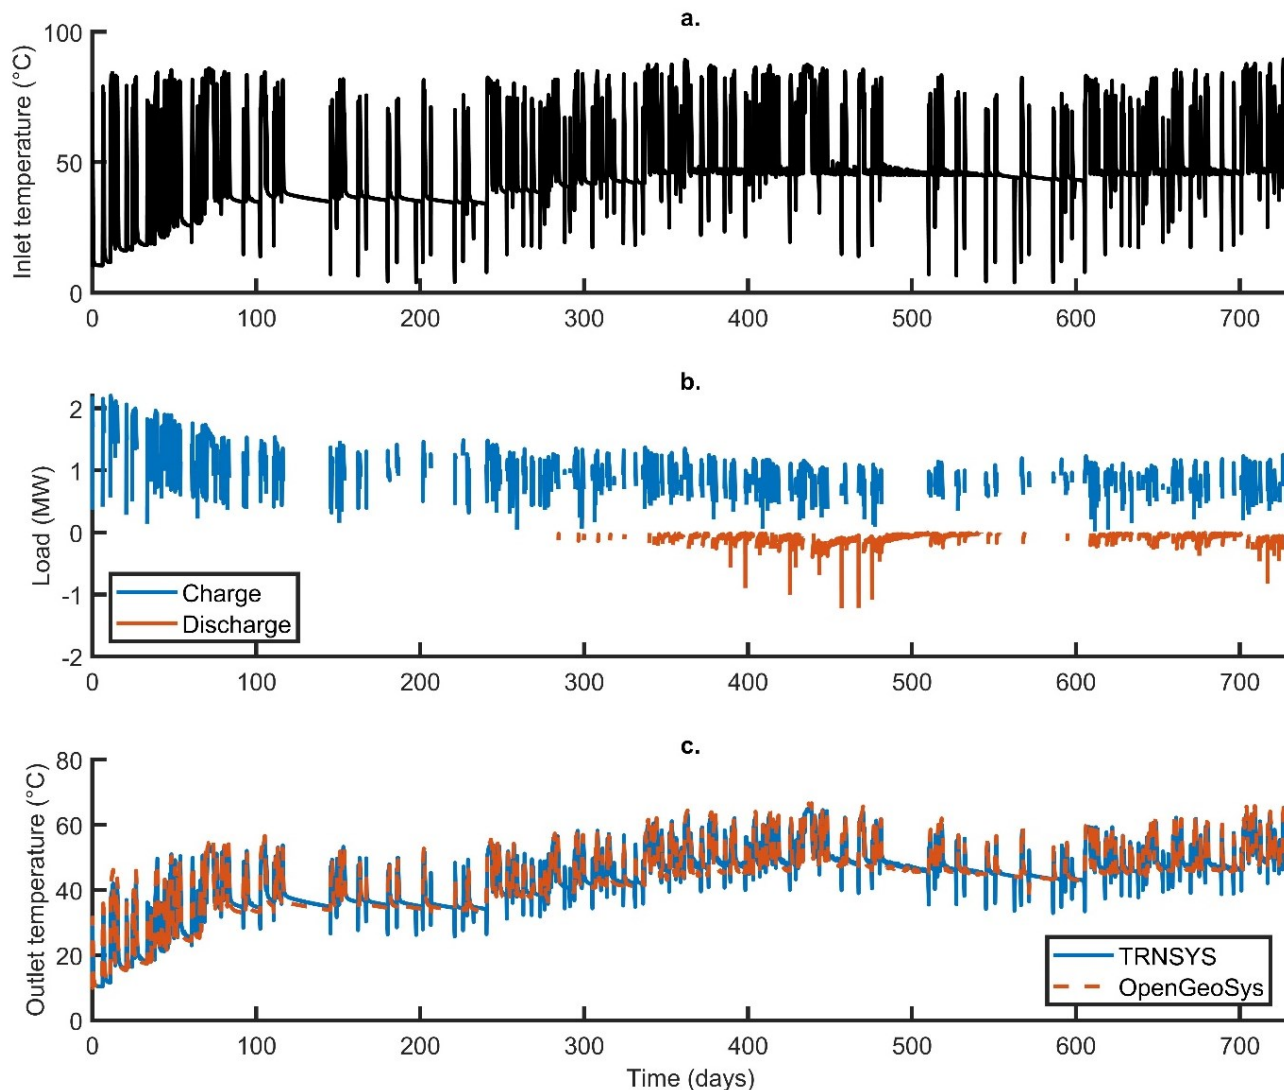 a.
100
50
0
Inlet temperature (°C)
0 100 200 300 400 500 600 700
b.
2
1
0
-1
-2
Load (MW)
Charge
Discharge
0 100 200 300 400 500 600 700
c.
80
60
40
20
0
Outlet temperature (°C)
TRNSYS
OpenGeoSys
0 100 200 300 400 500 600 700
Time (days)